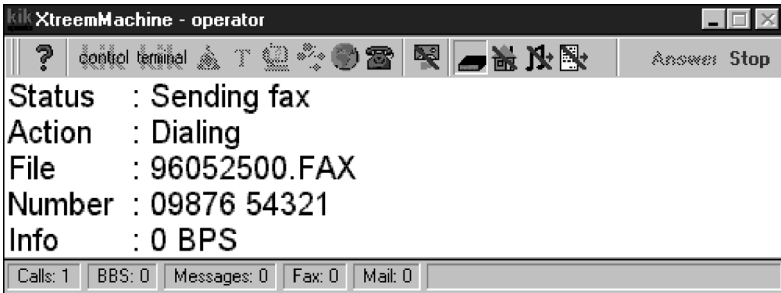 kik XtreemMachine - operator
? control terminal T Answer Stop
Status : Sending fax
Action : Dialing
File : 96052500.FAX
Number : 09876 54321
Info : 0 BPS
Calls: 1 BBS: 0 Messages: 0 Fax: 0 Mail: 0